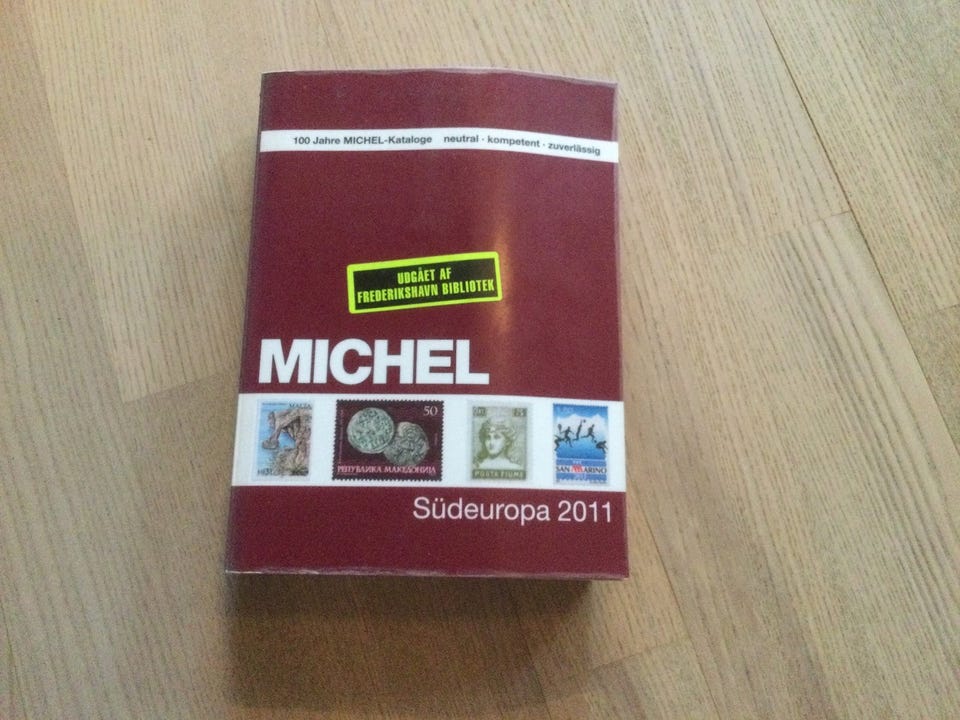 100 Jahre MICHEL-Kataloge neutral · kompetent · zuverlässig
UDGÅET AF
FREDERIKSHAVN BIBLIOTEK
MICHEL
MALTA
50
РЕПУБЛИКА МАКЕДОНИЈА
POSTA FIUME
SAN MARINO
Südeuropa 2011